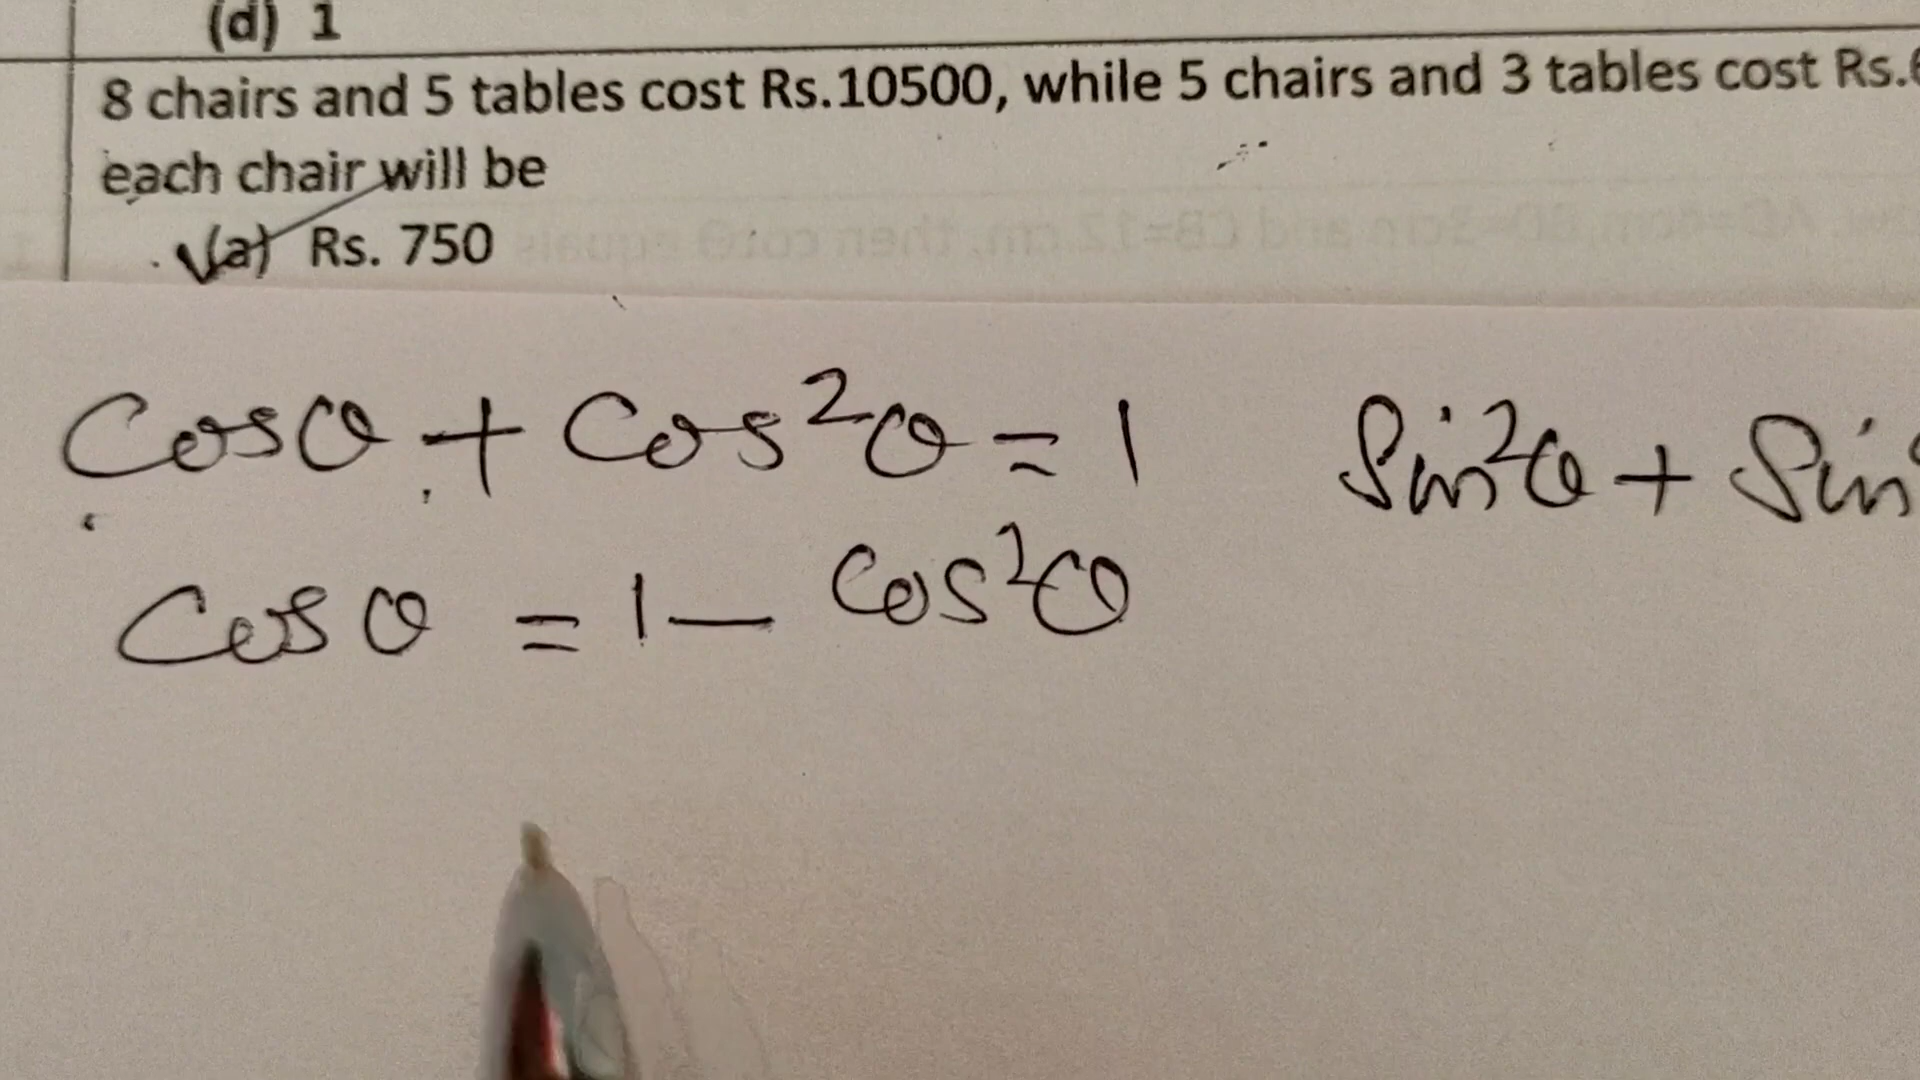 (d) 1
8 chairs and 5 tables cost Rs.10500, while 5 chairs and 3 tables cost Rs.
each chair will be
(a) Rs. 750
Cosθ + Cos²θ = 1 Sin²θ + Sin
Cosθ = 1 - Cos²θ